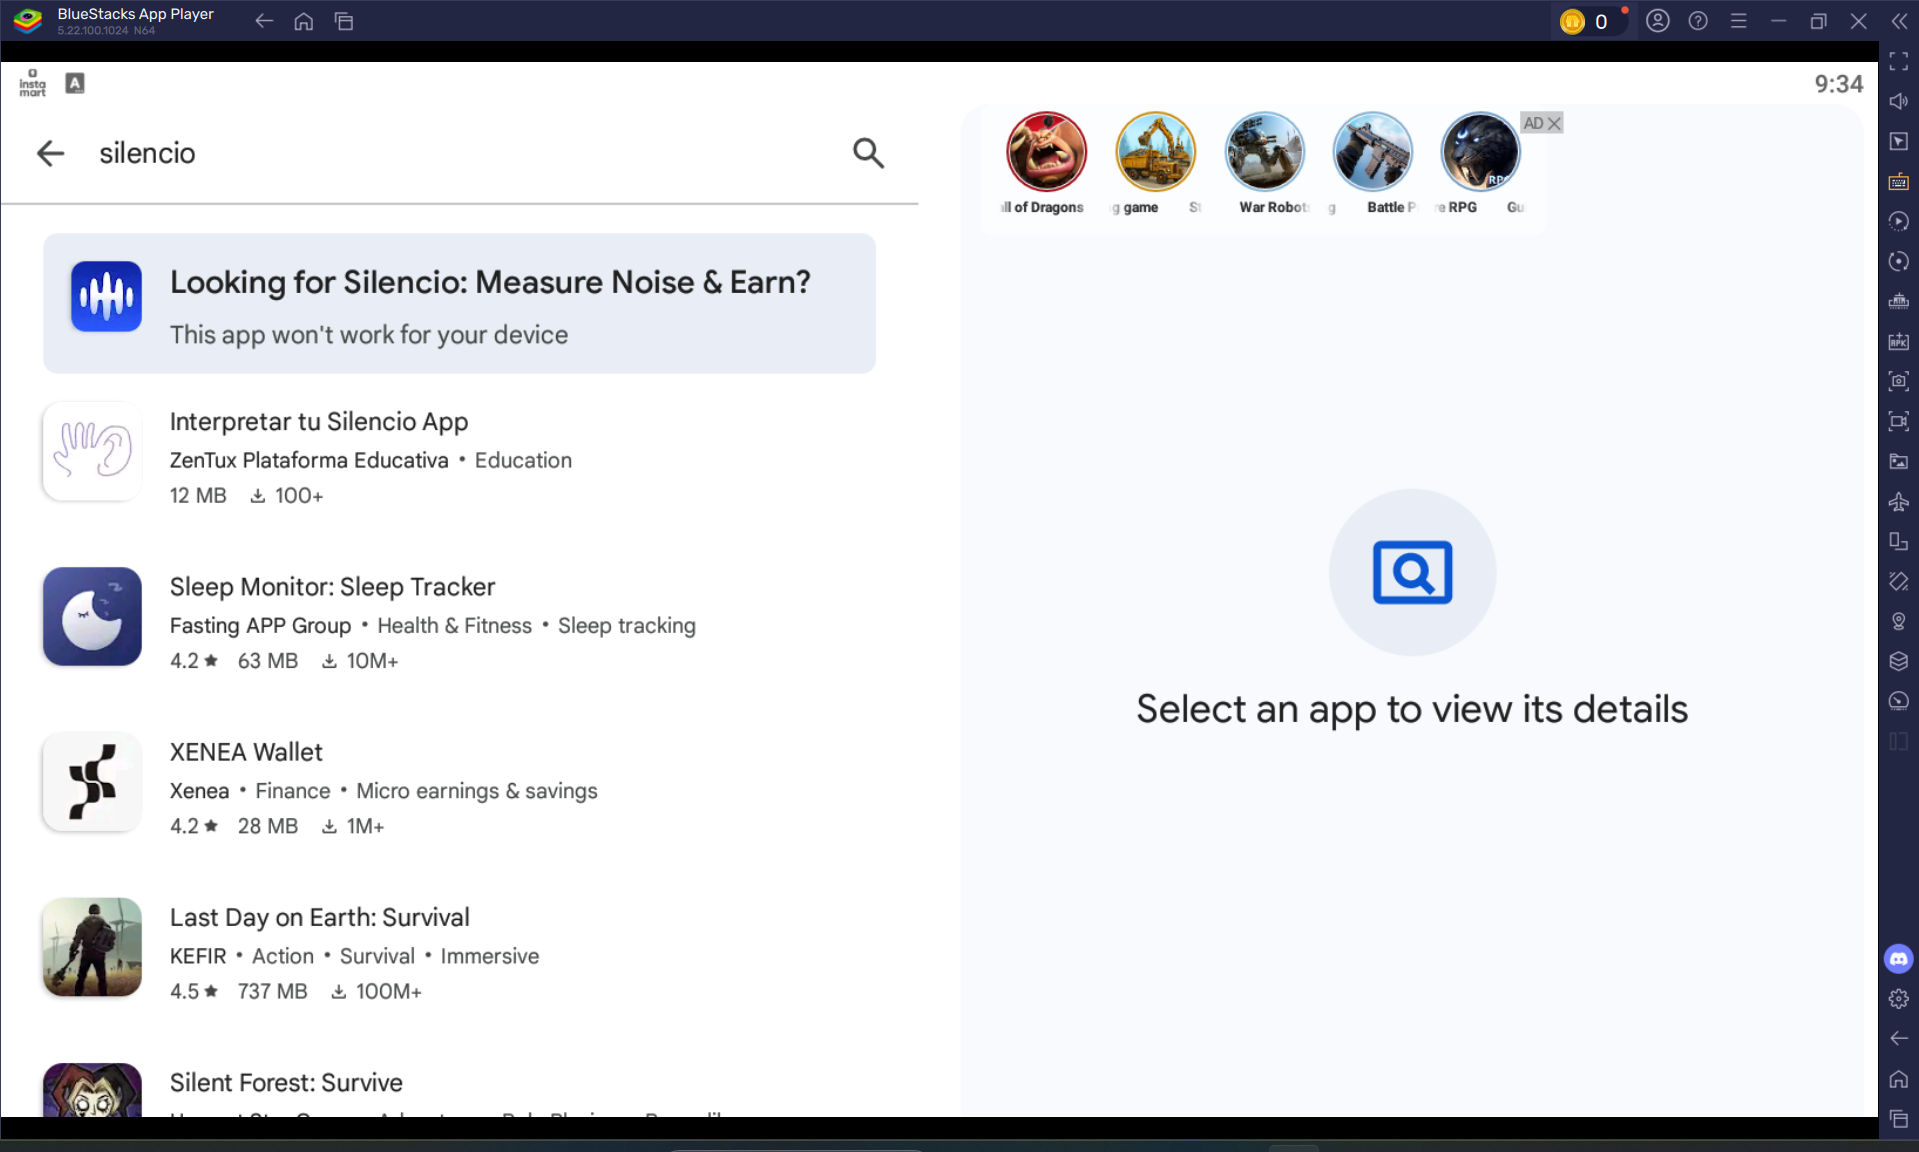 BlueStacks App Player
5.22.100.1024 N64
0
insta
mart
A
9:34
silencio
AD
ll of Dragons
g game
St
War Robot
g
Battle P
re RPG
Gu
RPG
Looking for Silencio: Measure Noise & Earn?
This app won't work for your device
Interpretar tu Silencio App
ZenTux Plataforma Educativa • Education
12 MB 100+
Sleep Monitor: Sleep Tracker
Fasting APP Group • Health & Fitness • Sleep tracking
4.2 ★ 63 MB 10M+
XENEA Wallet
Xenea • Finance • Micro earnings & savings
4.2 ★ 28 MB 1M+
Last Day on Earth: Survival
KEFIR • Action • Survival • Immersive
4.5 ★ 737 MB 100M+
Silent Forest: Survive
Select an app to view its details